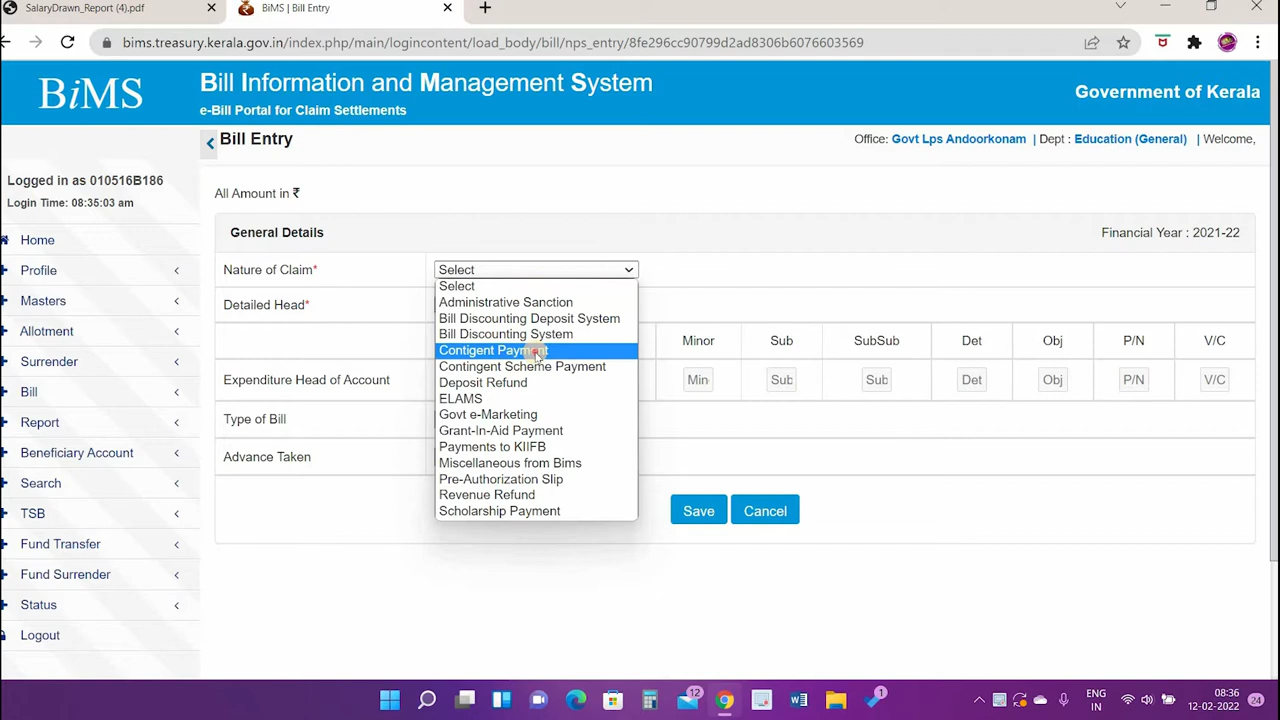 SalaryDrawn_Report (4).pdf
BiMS | Bill Entry
bims.treasury.kerala.gov.in/index.php/main/logincontent/load_body/bill/nps_entry/8fe296cc90799d2ad8306b6076603569
BiMS
Bill Information and Management System
e-Bill Portal for Claim Settlements
Government of Kerala
Bill Entry
Office: Govt Lps Andoorkonam | Dept : Education (General) | Welcome,
Logged in as 010516B186
Login Time: 08:35:03 am
Home
Profile
Masters
Allotment
Surrender
Bill
Report
Beneficiary Account
Search
TSB
Fund Transfer
Fund Surrender
Status
Logout
All Amount in ₹
General Details
Financial Year : 2021-22
Nature of Claim*
Select
Select
Administrative Sanction
Bill Discounting Deposit System
Bill Discounting System
Contigent Payment
Contingent Scheme Payment
Deposit Refund
ELAMS
Govt e-Marketing
Grant-In-Aid Payment
Payments to KIIFB
Miscellaneous from Bims
Pre-Authorization Slip
Revenue Refund
Scholarship Payment
Detailed Head*
Minor Sub SubSub Det Obj P/N V/C
Expenditure Head of Account
Min Sub Sub Det Obj P/N V/C
Type of Bill
Advance Taken
Save Cancel
12
1
ENG
IN
08:36
12-02-2022
24